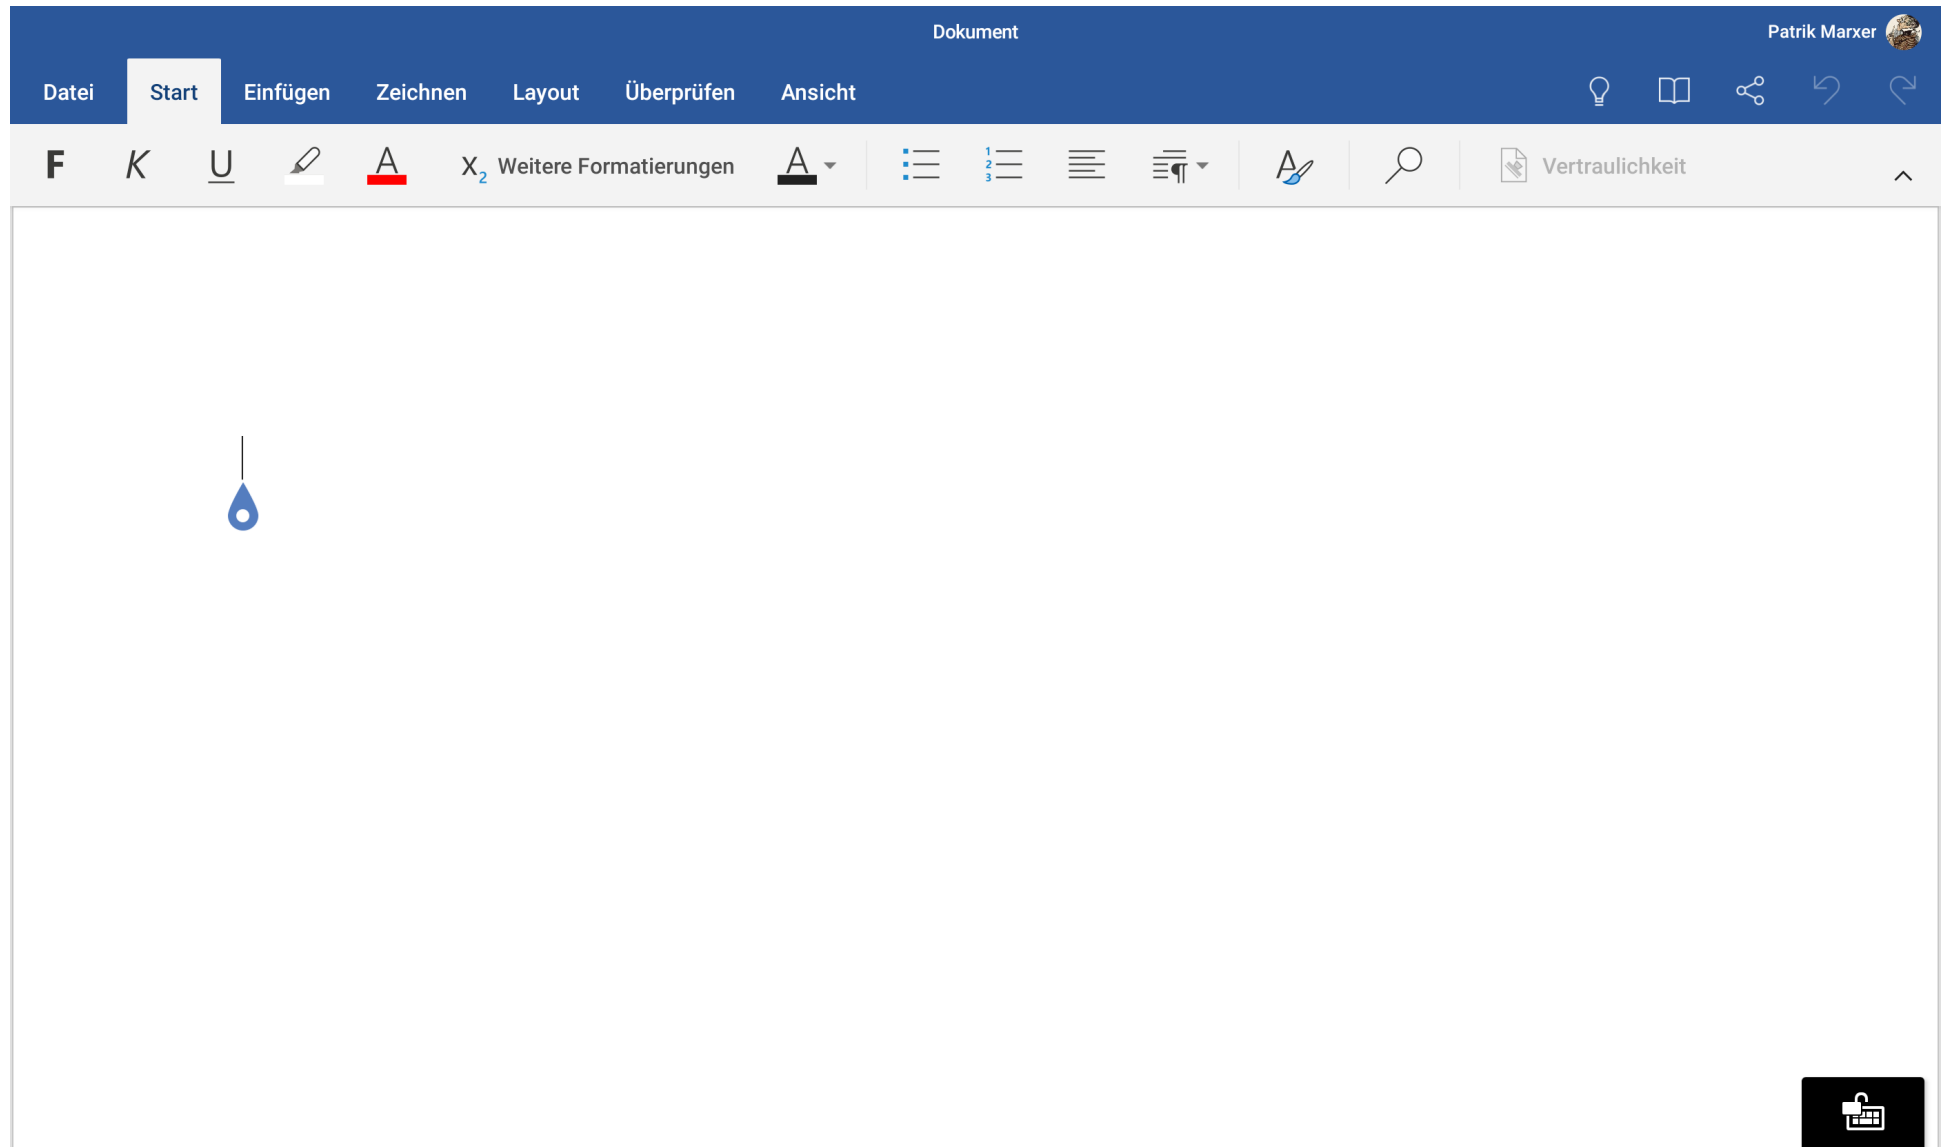 Dokument
Patrik Marxer
Datei Start Einfügen Zeichnen Layout Überprüfen Ansicht
F K U A X2 Weitere Formatierungen A Vertraulichkeit